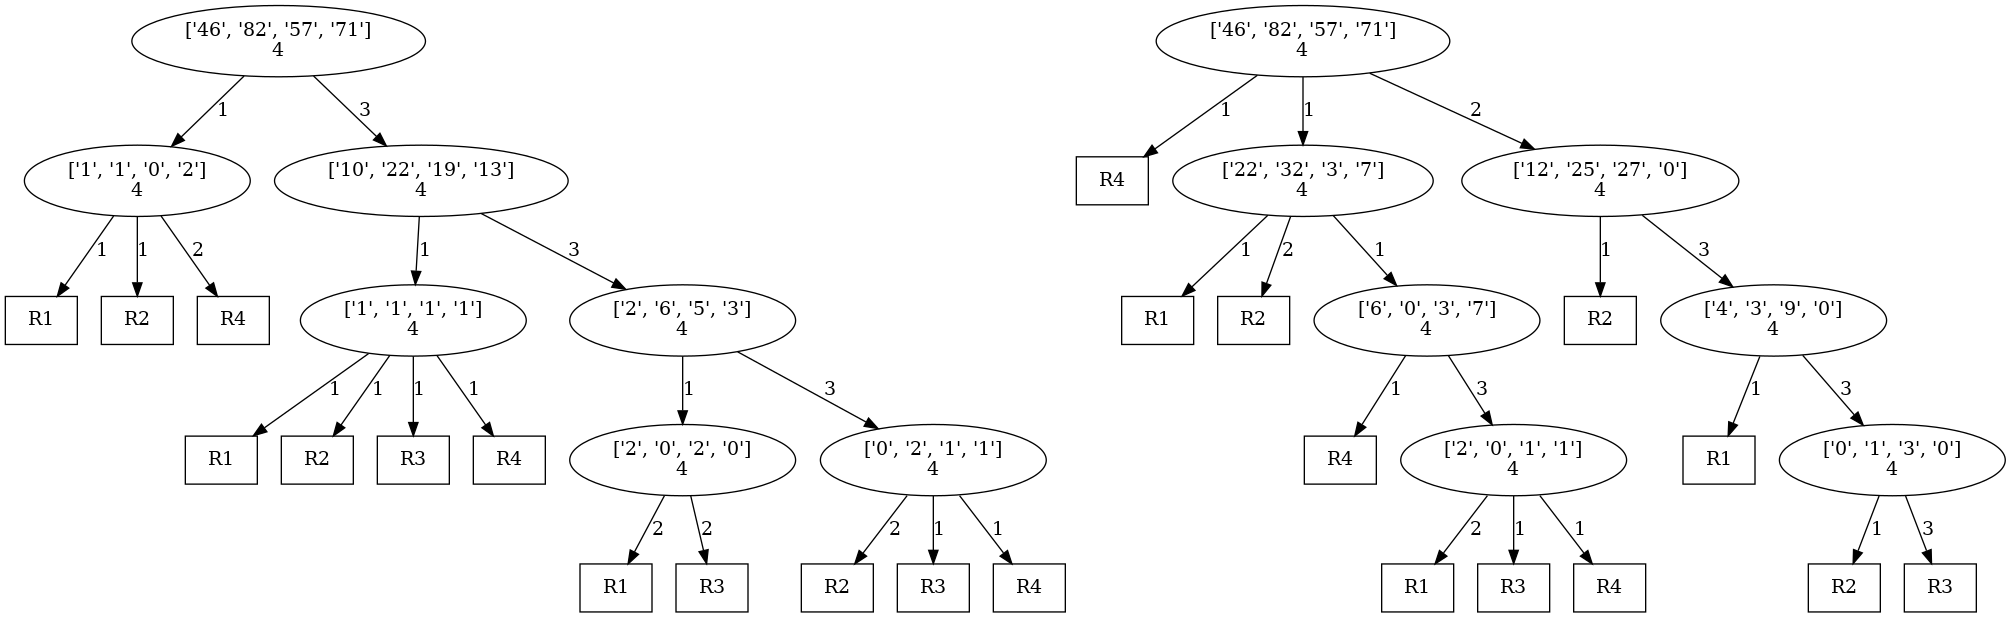 ['46', '82', '57', '71']
4
['46', '82', '57', '71']
4
1
3
1
1
2
['1', '1', '0', '2']
4
['10', '22', '19', '13']
4
R4
['22', '32', '3', '7']
4
['12', '25', '27', '0']
4
1
1
2
1
3
1
2
1
1
3
R1
R2
R4
['1', '1', '1', '1']
4
['2', '6', '5', '3']
4
R1
R2
['6', '0', '3', '7']
4
R2
['4', '3', '9', '0']
4
1
1
1
1
1
3
1
3
1
3
R1
R2
R3
R4
['2', '0', '2', '0']
4
['0', '2', '1', '1']
4
R4
['2', '0', '1', '1']
4
R1
['0', '1', '3', '0']
4
2
2
2
1
1
2
1
1
1
3
R1
R3
R2
R3
R4
R1
R3
R4
R2
R3